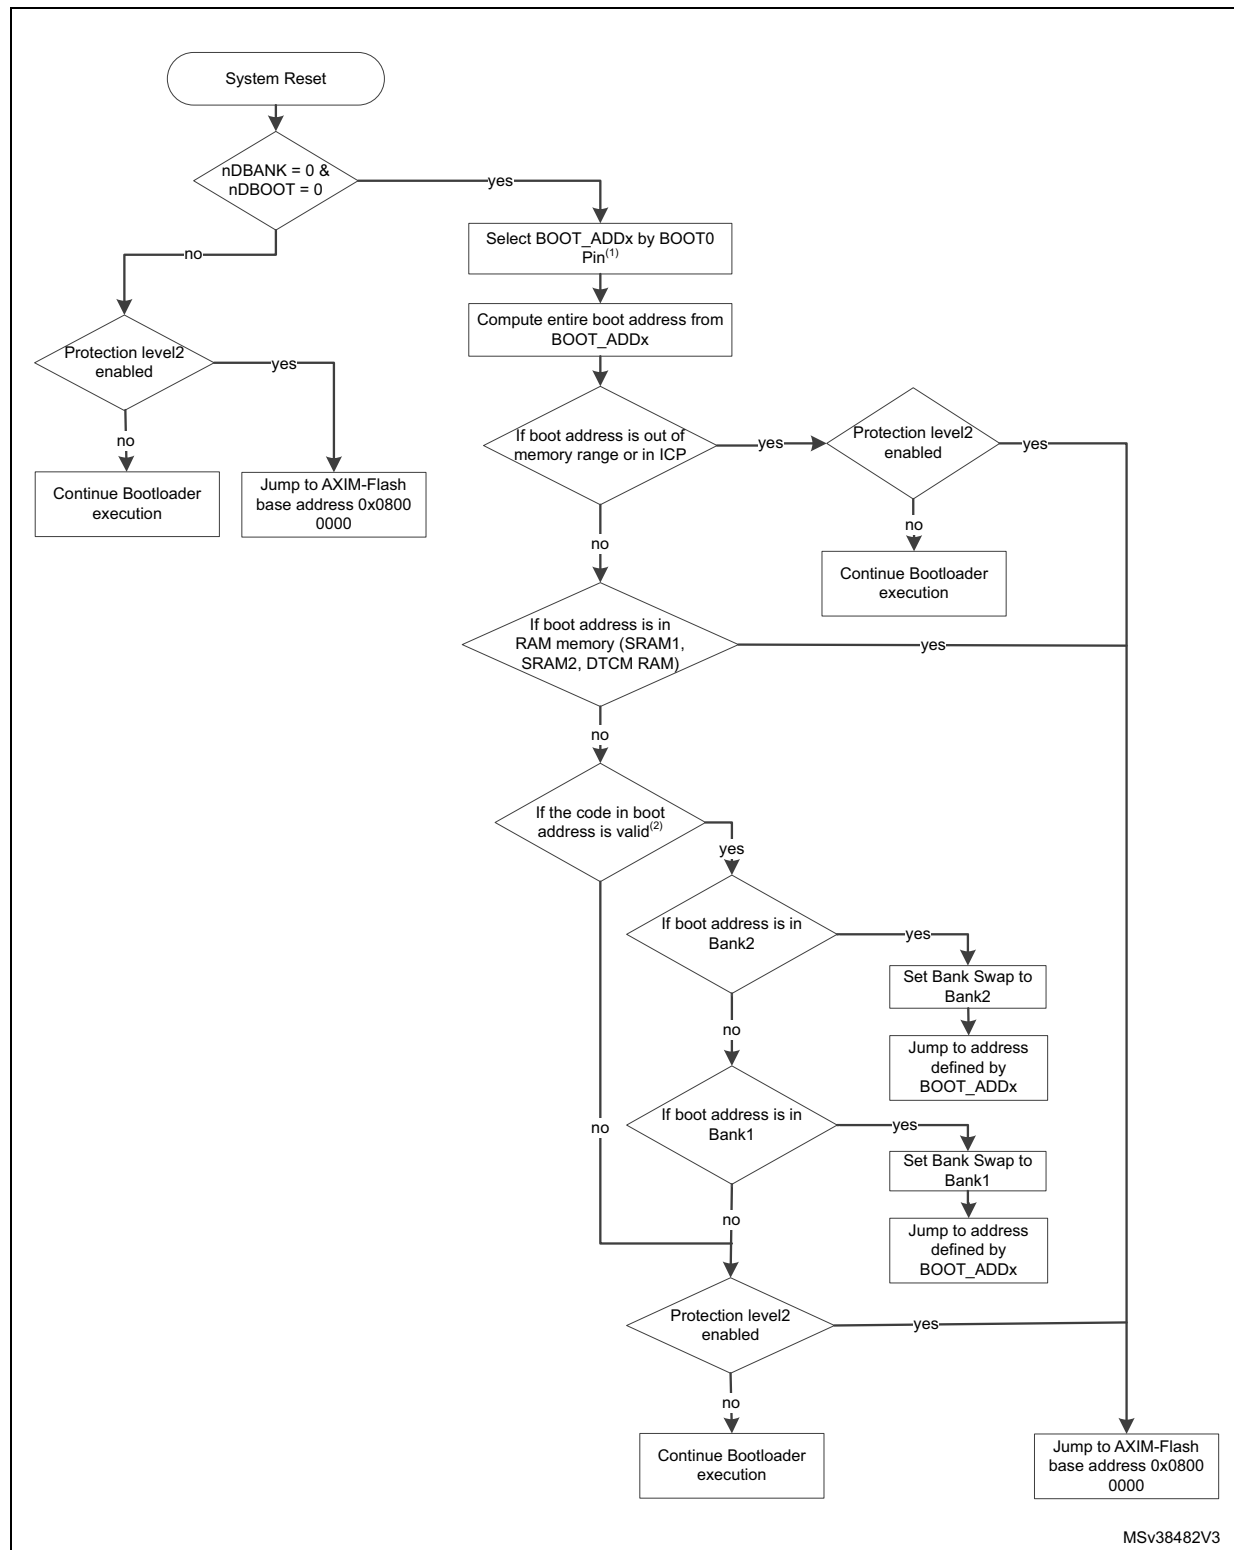 System Reset
nDBANK = 0 &
nDBOOT = 0
yes
no
Select BOOT_ADDx by BOOT0
Pin(1)
Compute entire boot address from
BOOT_ADDx
Protection level2
enabled
yes
no
Continue Bootloader
execution
Jump to AXIM-Flash
base address 0x0800
0000
If boot address is out of
memory range or in ICP
yes
no
Protection level2
enabled
yes
no
Continue Bootloader
execution
If boot address is in
RAM memory (SRAM1,
SRAM2, DTCM RAM)
yes
no
If the code in boot
address is valid(2)
yes
no
If boot address is in
Bank2
yes
no
Set Bank Swap to
Bank2
Jump to address
defined by
BOOT_ADDx
If boot address is in
Bank1
yes
no
Set Bank Swap to
Bank1
Jump to address
defined by
BOOT_ADDx
Protection level2
enabled
yes
no
Continue Bootloader
execution
Jump to AXIM-Flash
base address 0x0800
0000
MSv38482V3